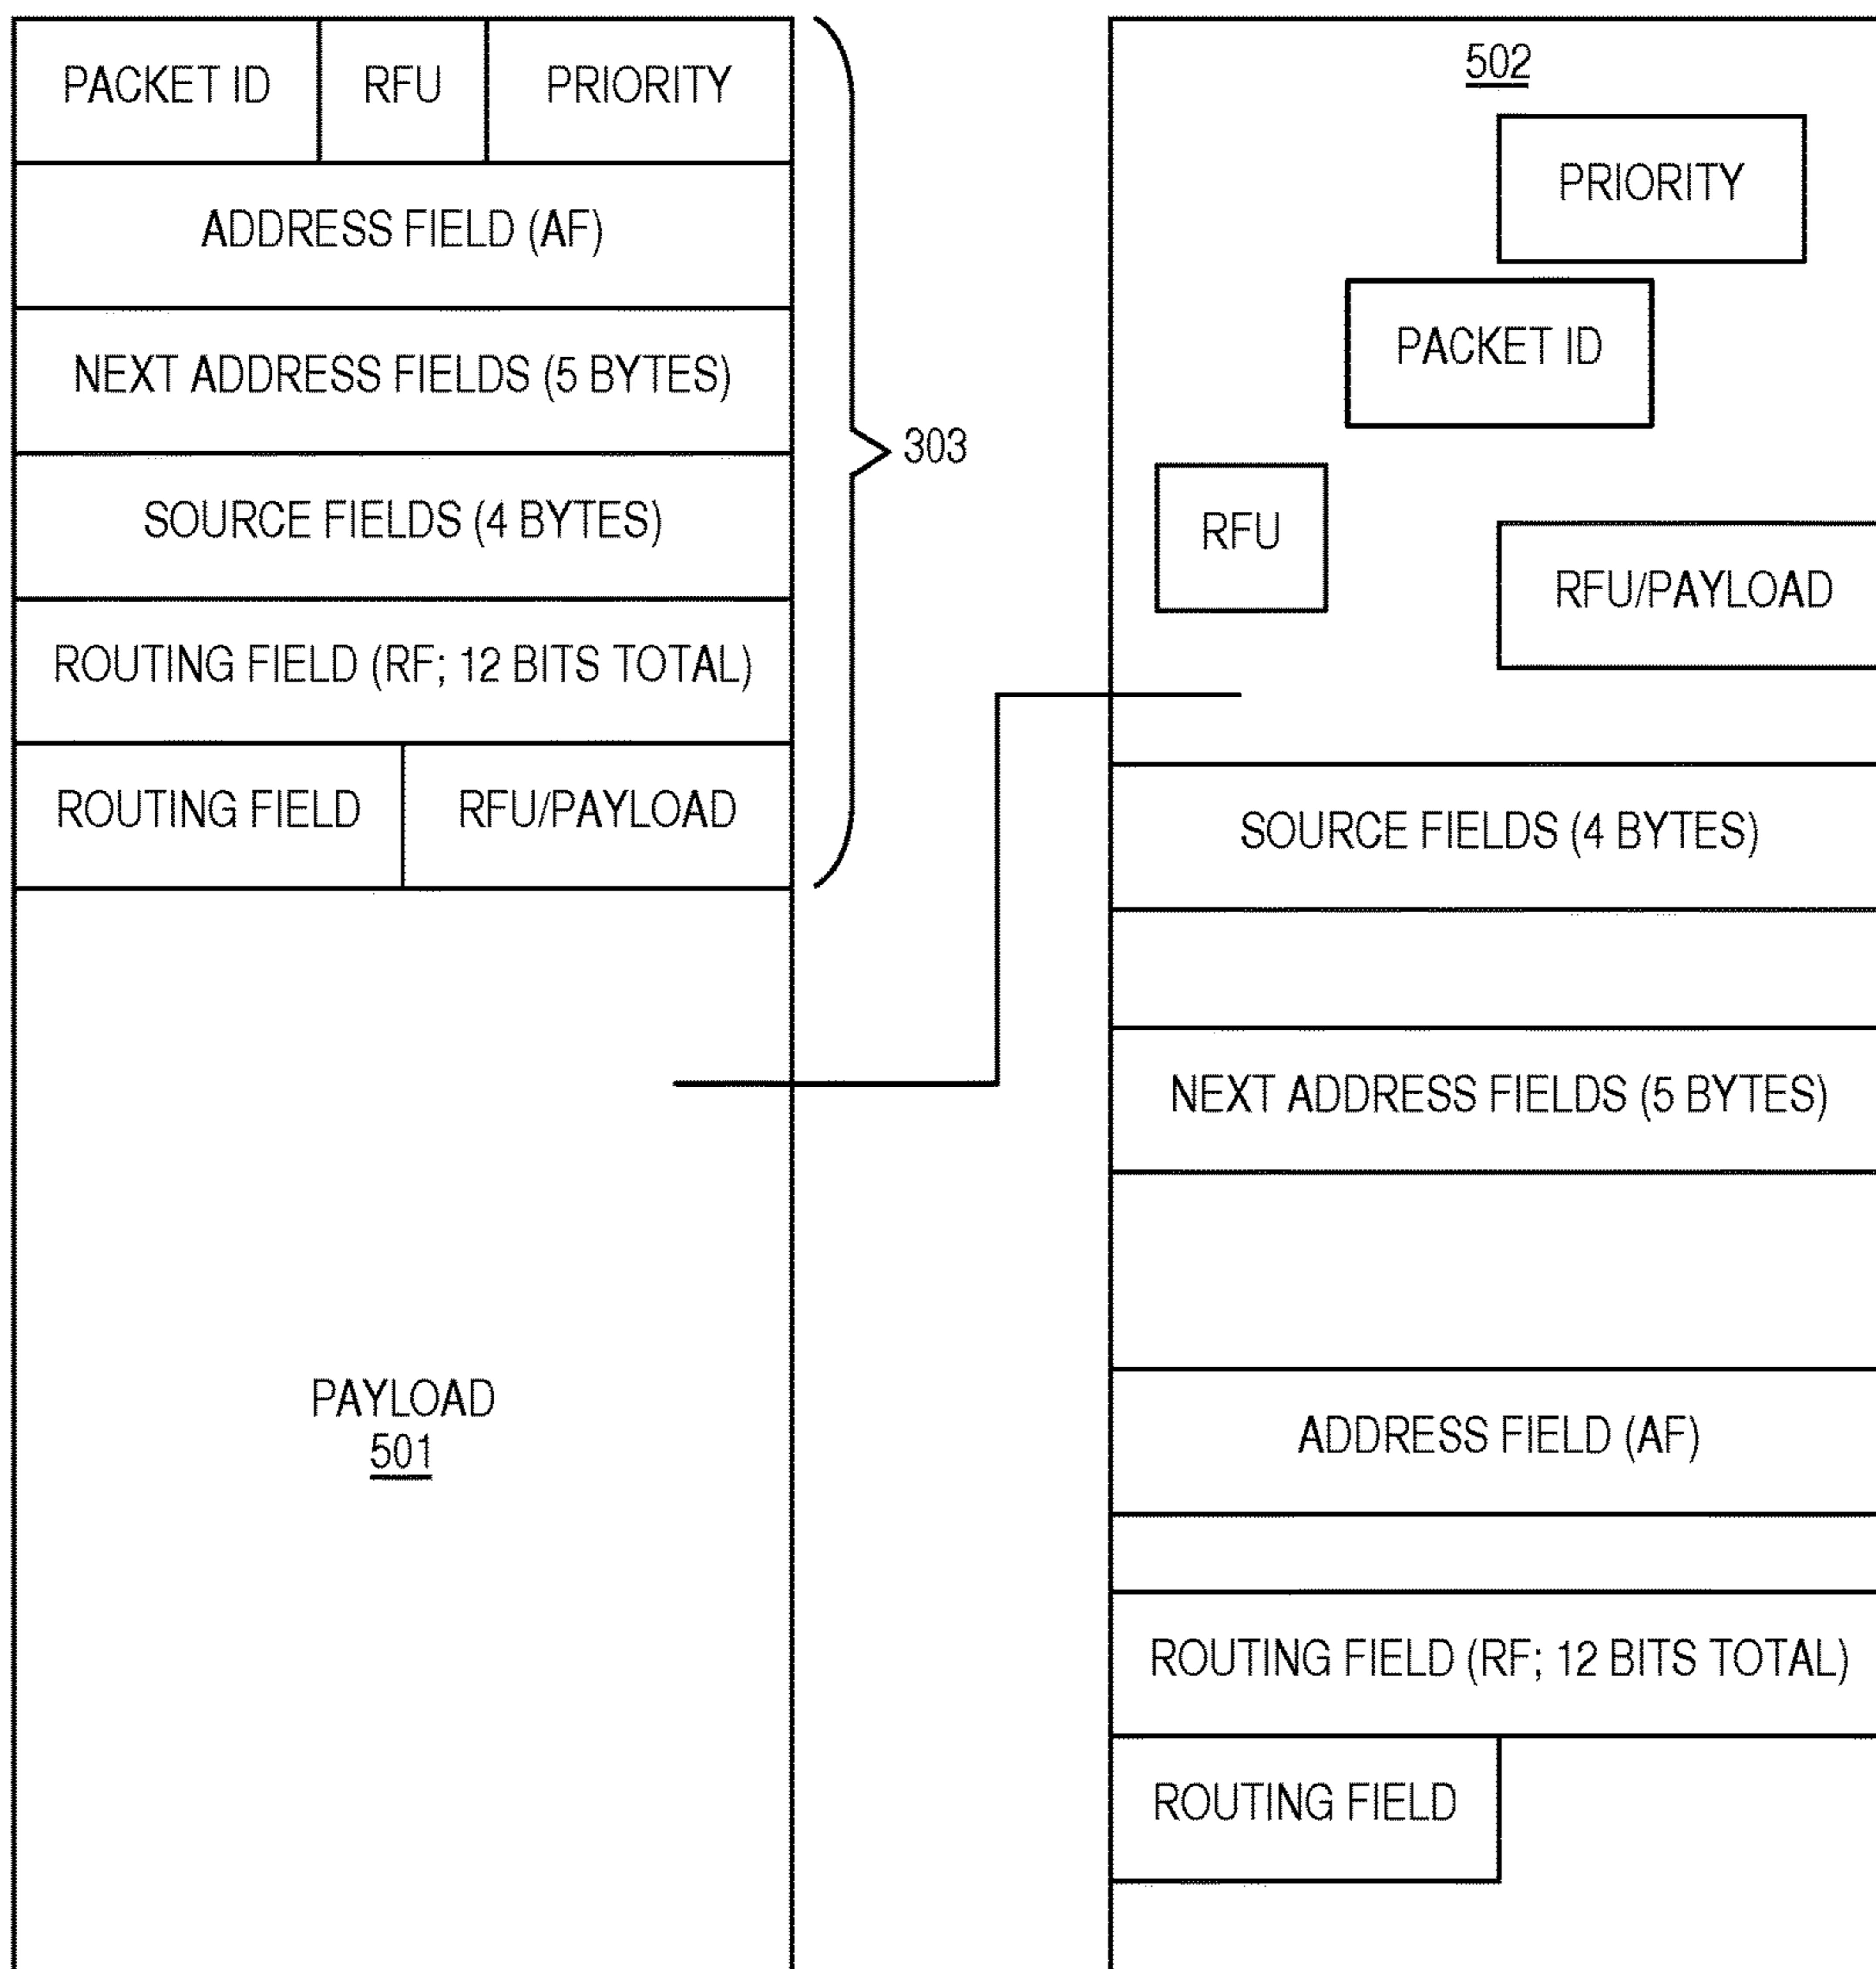 PACKET ID RFU PRIORITY
ADDRESS FIELD (AF)
NEXT ADDRESS FIELDS (5 BYTES)
SOURCE FIELDS (4 BYTES)
ROUTING FIELD (RF; 12 BITS TOTAL)
ROUTING FIELD RFU/PAYLOAD
303
PAYLOAD
501
502
PRIORITY
PACKET ID
RFU
RFU/PAYLOAD
SOURCE FIELDS (4 BYTES)
NEXT ADDRESS FIELDS (5 BYTES)
ADDRESS FIELD (AF)
ROUTING FIELD (RF; 12 BITS TOTAL)
ROUTING FIELD